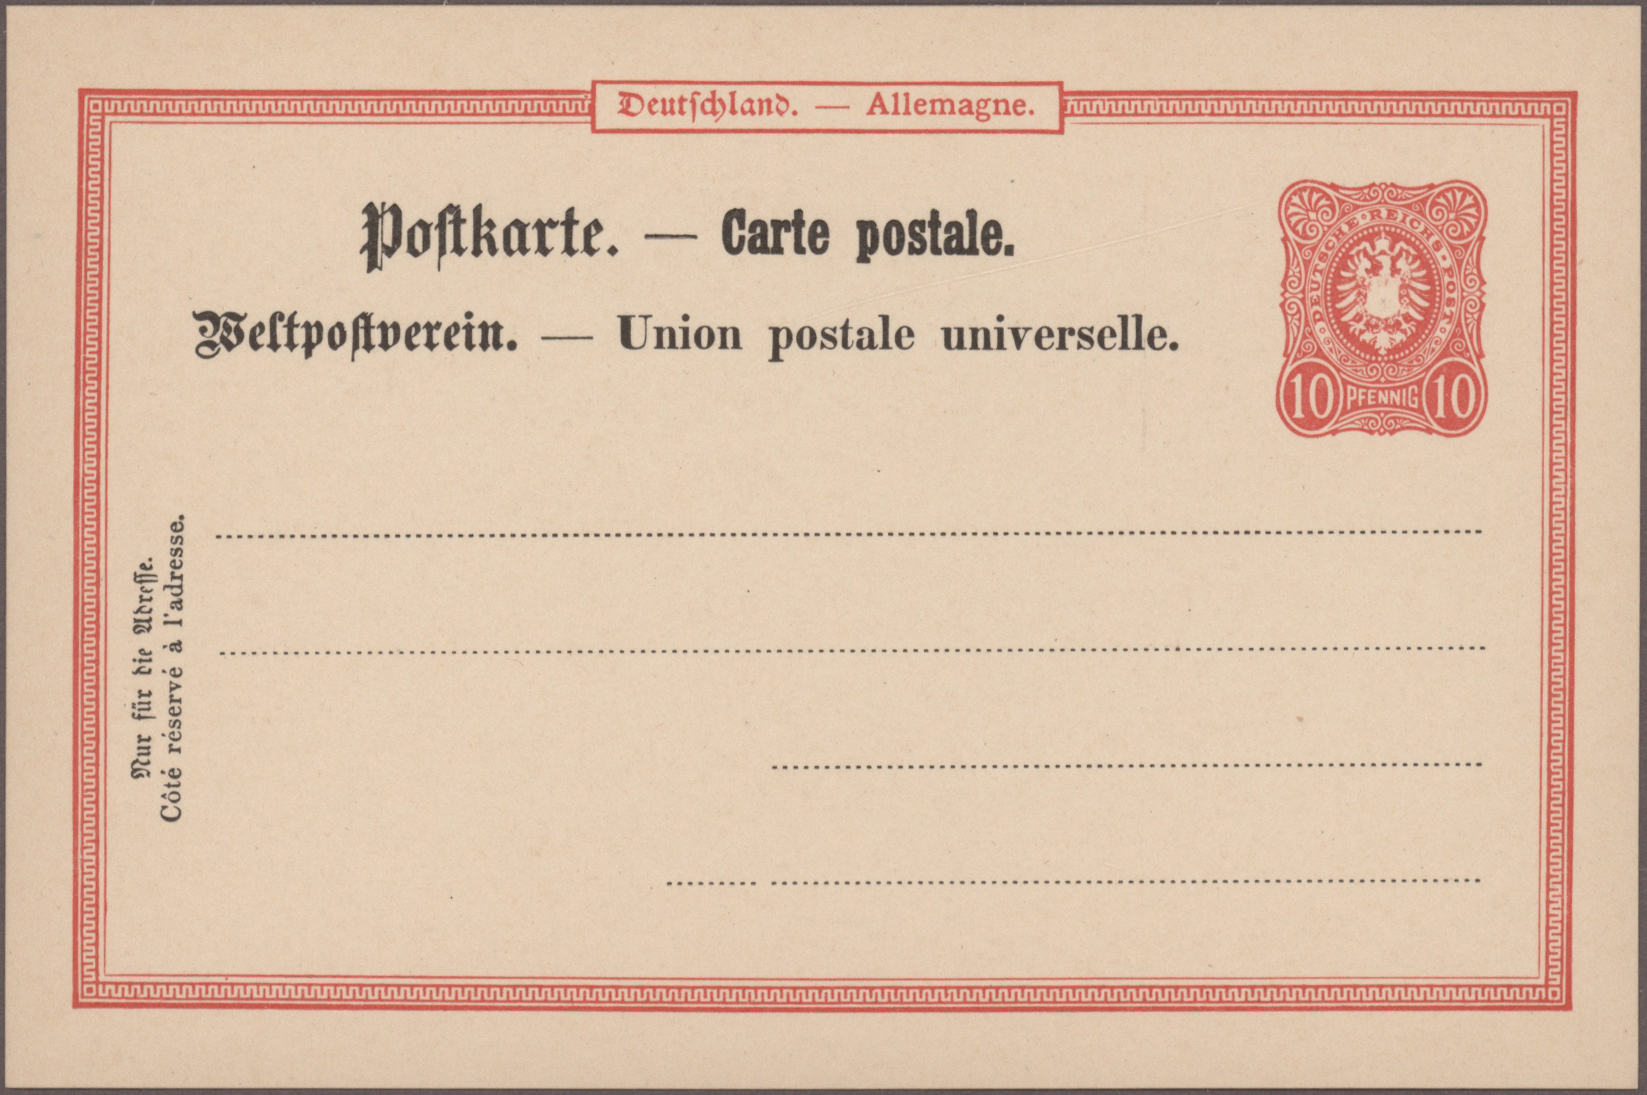 Deutschland. — Allemagne.
Postkarte. — Carte postale.
Weltpostverein. — Union postale universelle.
DEUTSCHE·REICHS-POST
10 PFENNIG 10
Nur für die Adresse.
Côté réservé à l'adresse.